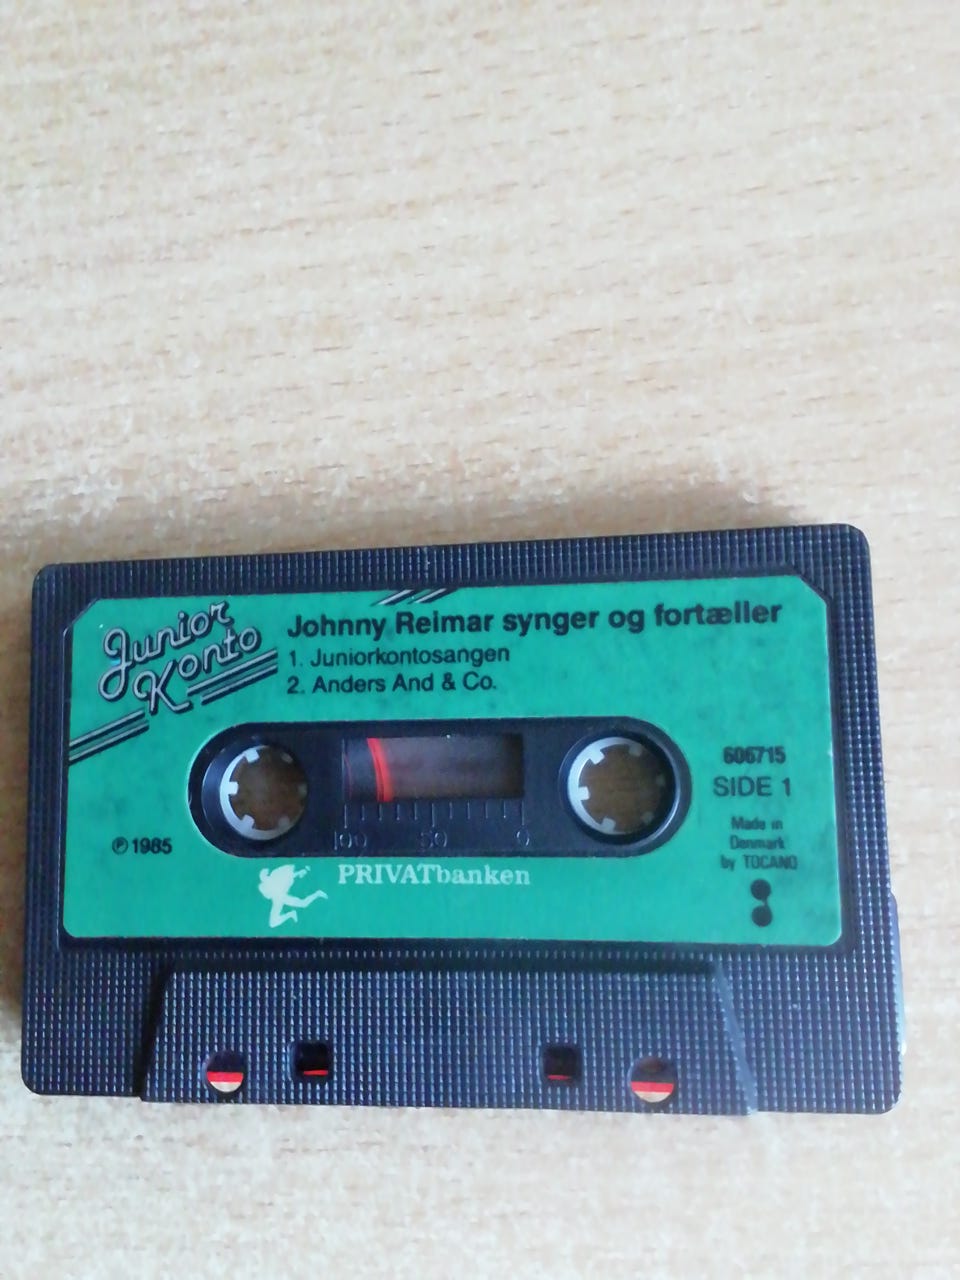 Junior
Konto
Johnny Reimar synger og fortæller
1. Juniorkontosangen
2. Anders And & Co.
606715
SIDE 1
Made in
Denmark
by TOCANO
℗ 1985
100 50 0
PRIVATbanken